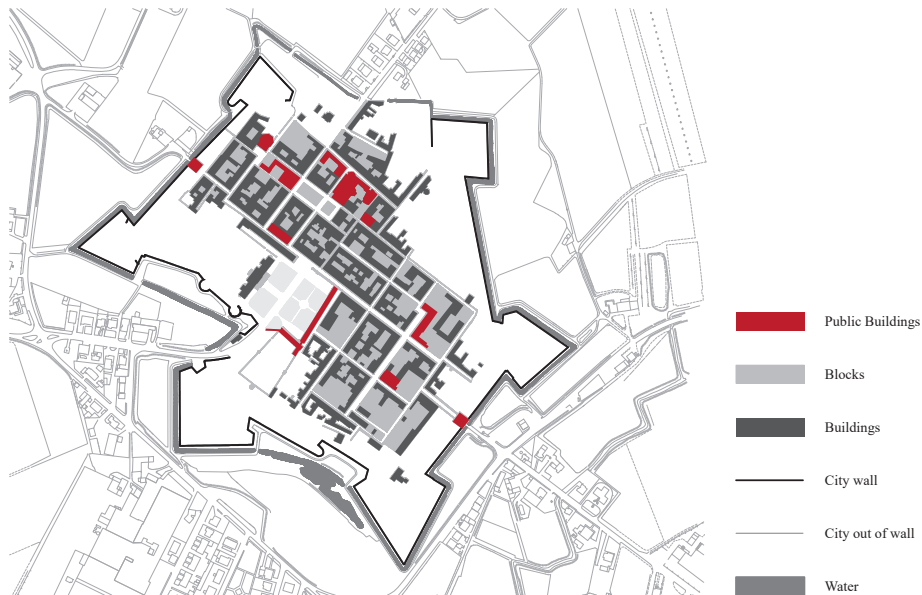 Public Buildings
Blocks
Buildings
City wall
City out of wall
Water